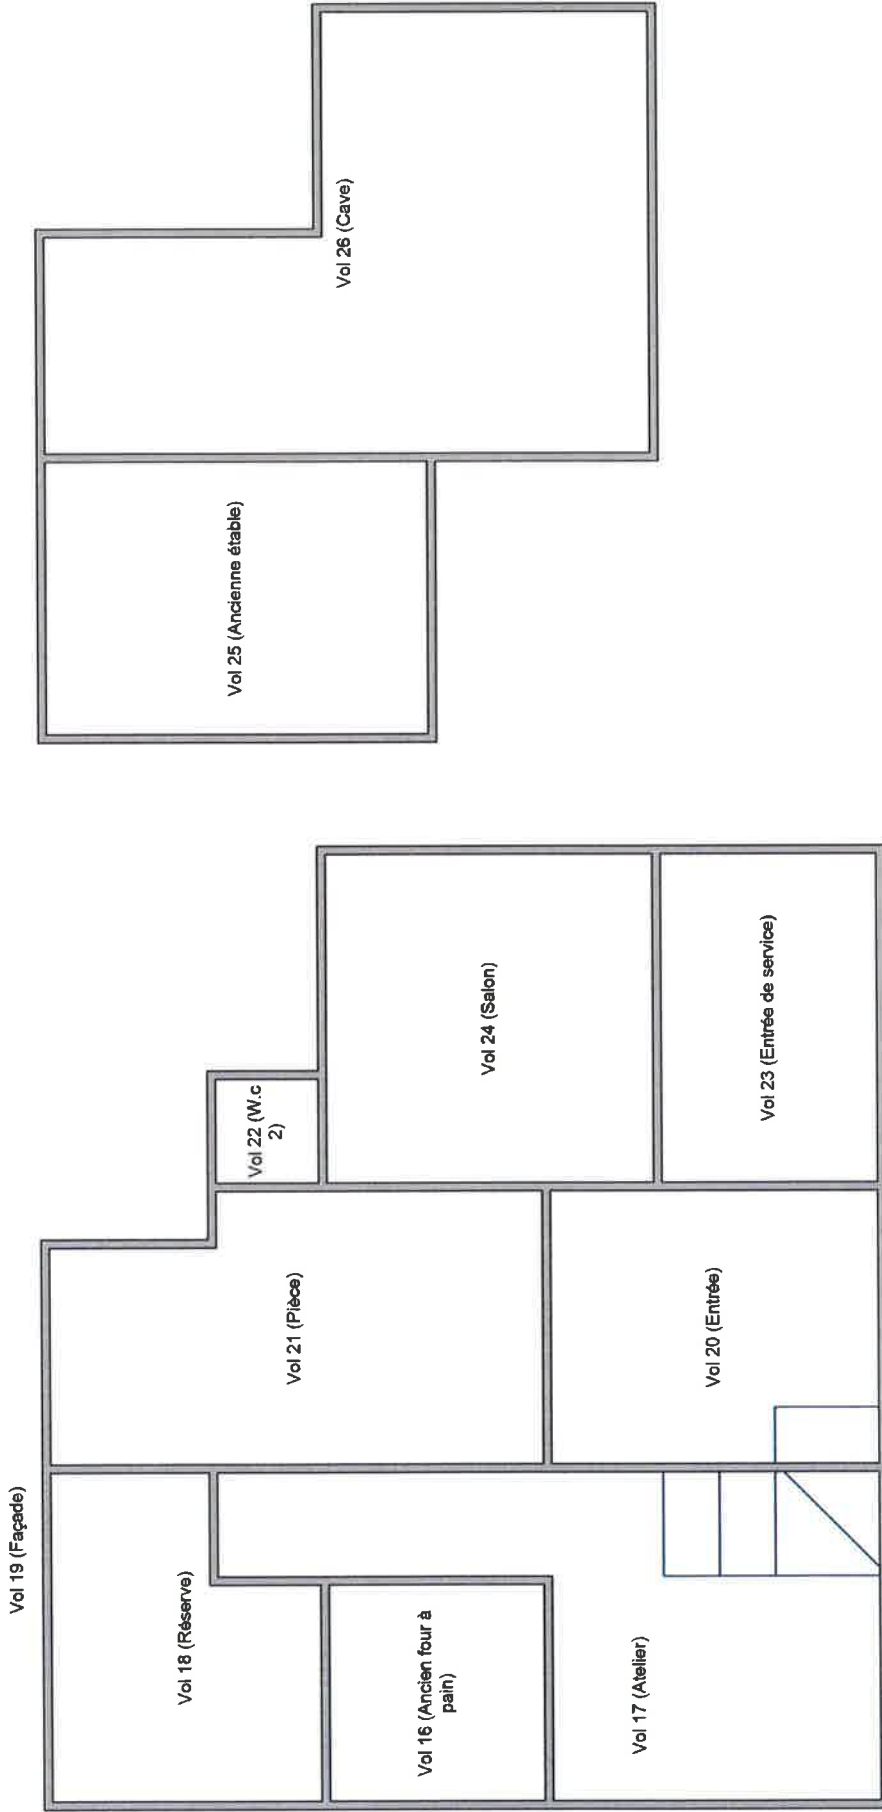 Vol 19 (Façade)
Vol 18 (Réserve)
Vol 16 (Ancien four à
pain)
Vol 17 (Atelier)
Vol 21 (Pièce)
Vol 20 (Entrée)
Vol 22 (W.c
2)
Vol 24 (Salon)
Vol 23 (Entrée de service)
Vol 25 (Ancienne étable)
Vol 26 (Cave)